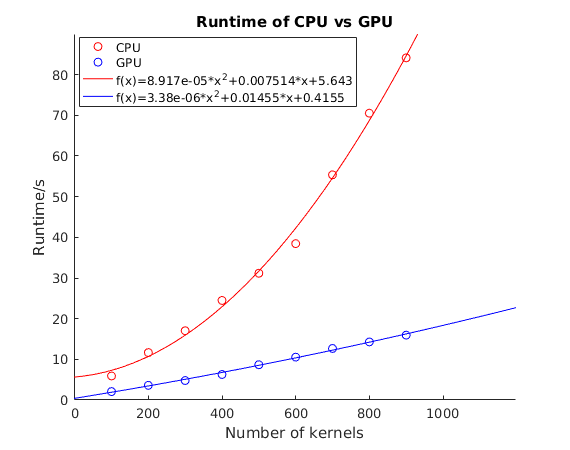 Runtime of CPU vs GPU
CPU
GPU
f(x)=8.917e-05*x²+0.007514*x+5.643
f(x)=3.38e-06*x²+0.01455*x+0.4155
80
70
60
50
40
30
20
10
0
Runtime/s
0 200 400 600 800 1000
Number of kernels